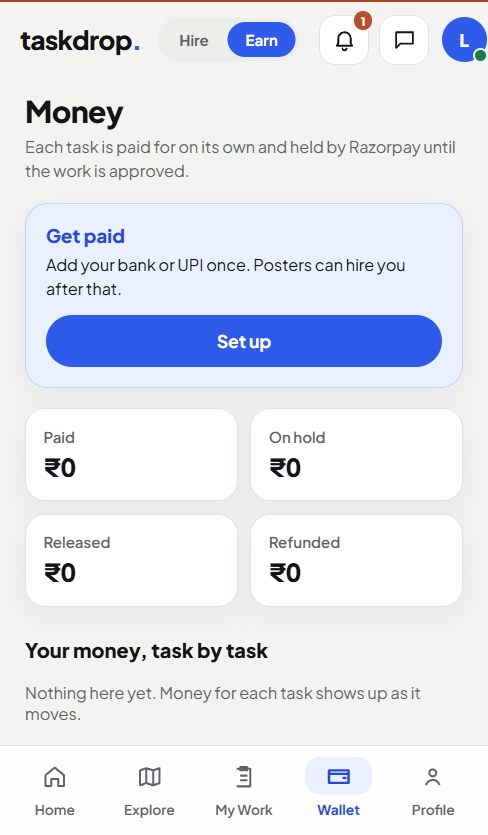 taskdrop.
Hire
Earn
1
L
Money
Each task is paid for on its own and held by Razorpay until
the work is approved.
Get paid
Add your bank or UPI once. Posters can hire you
after that.
Set up
Paid
On hold
₹0
₹0
Released
Refunded
₹0
₹0
Your money, task by task
Nothing here yet. Money for each task shows up as it
moves.
Home
Explore
My Work
Wallet
Profile